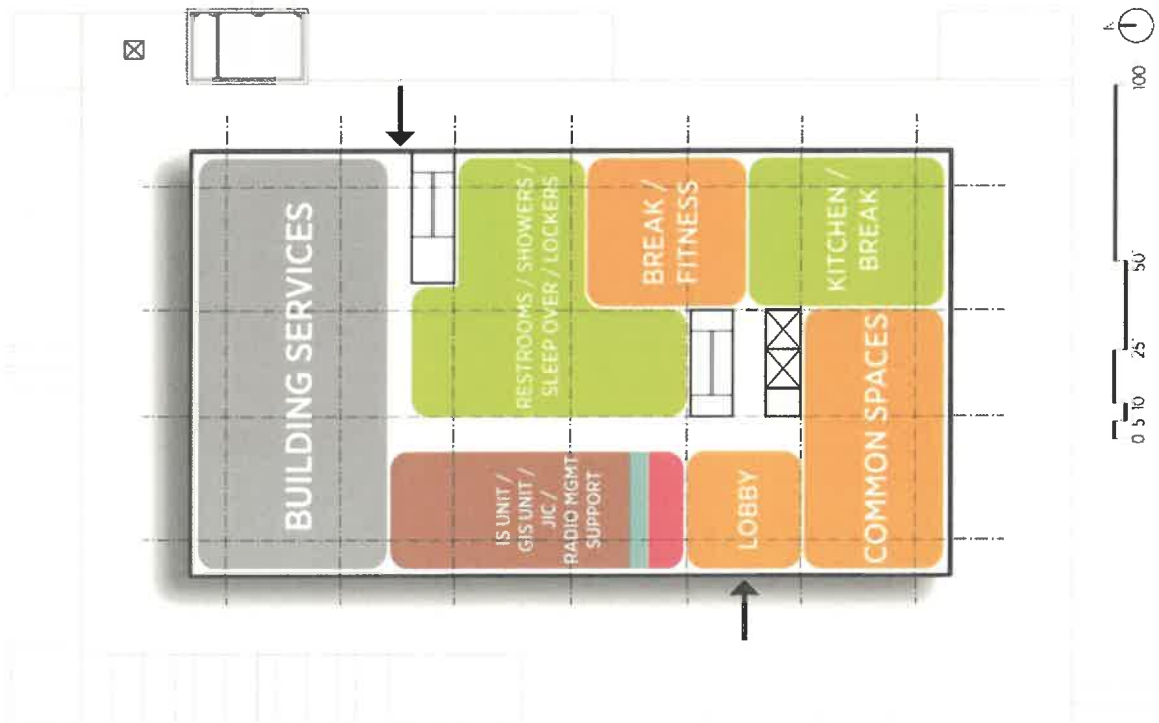 BUILDING SERVICES
RESTROOMS / SHOWERS /
SLEEP OVER / LOCKERS
BREAK /
FITNESS
KITCHEN /
BREAK
IS UNIT /
GIS UNIT /
JIC /
RADIO MGMT
SUPPORT
LOBBY
COMMON SPACES
0 5 10 25' 50' 100